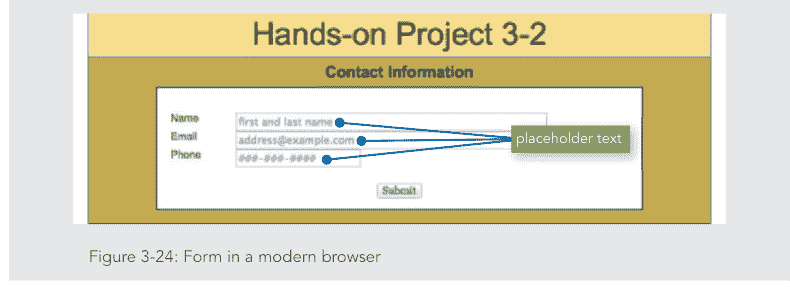 Hands-on Project 3-2
Contact Information
Name first and last name
Email address@example.com
Phone ###-###-####
placeholder text
Submit
Figure 3-24: Form in a modern browser